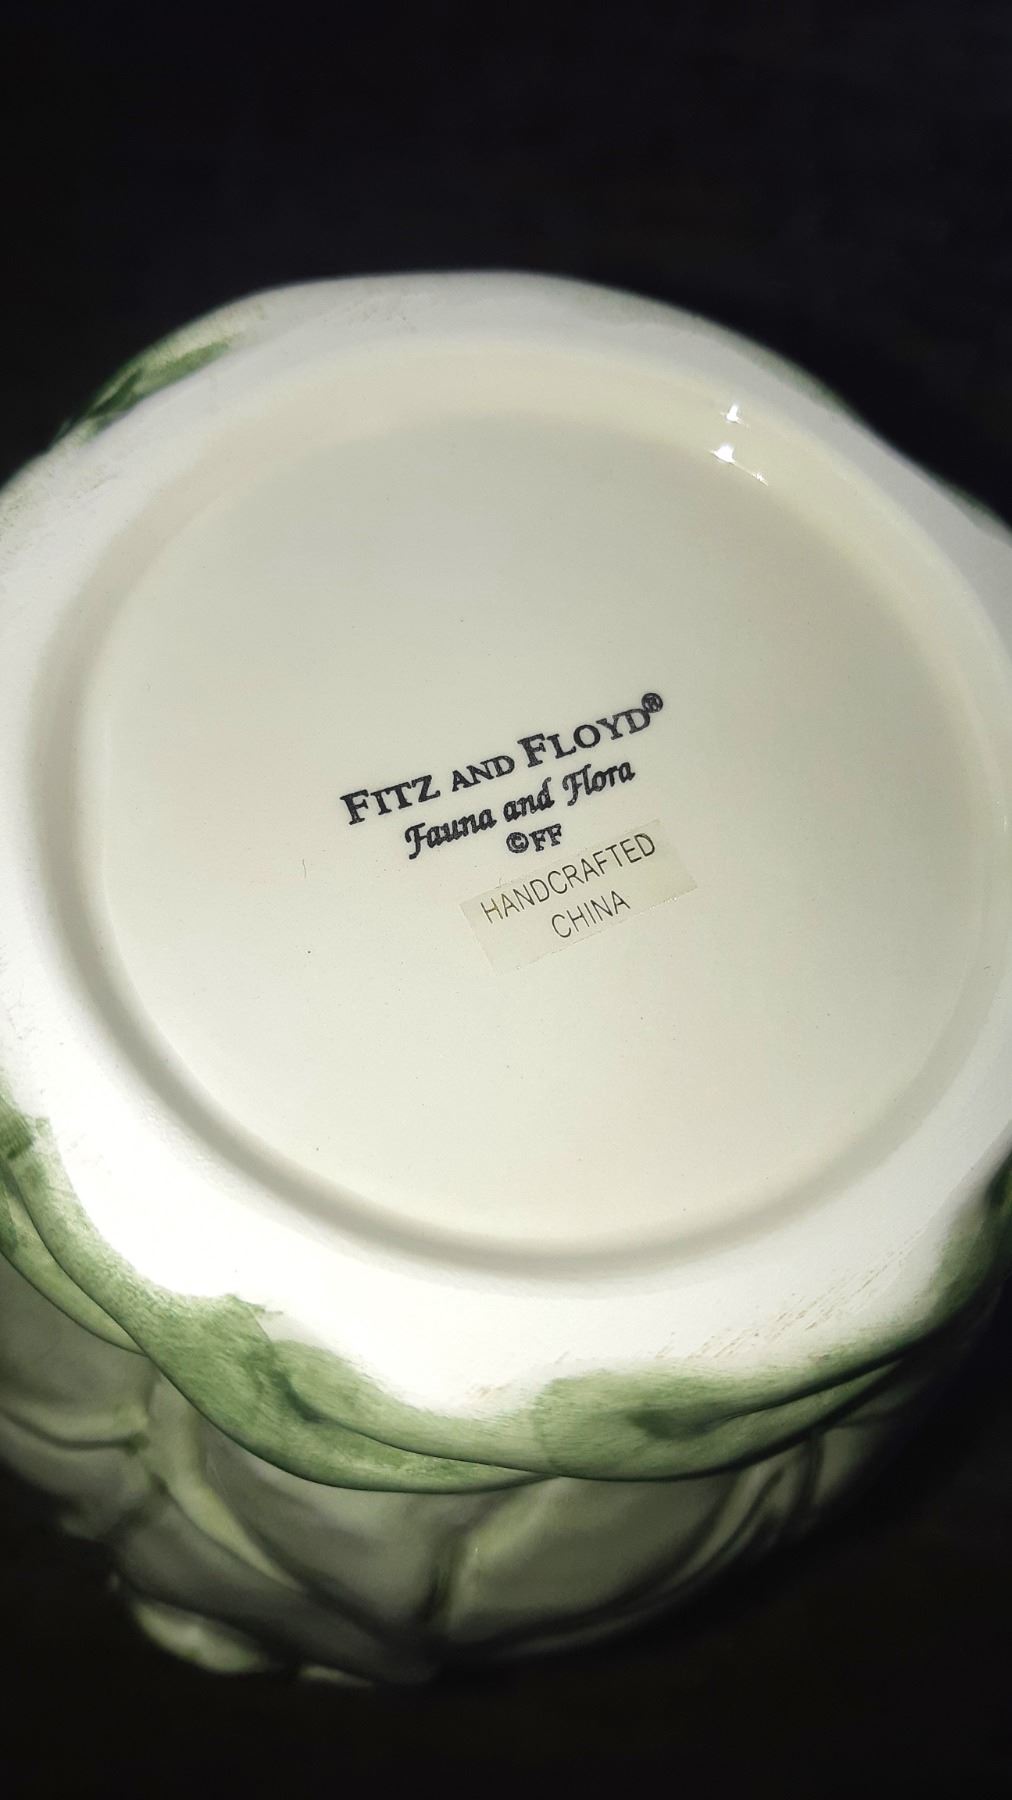 FITZ AND FLOYD®
Fauna and Flora
©FF
HANDCRAFTED
CHINA